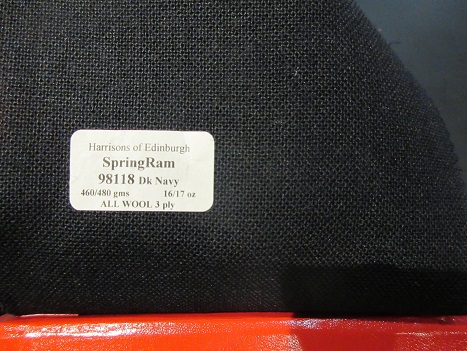 Harrisons of Edinburgh
SpringRam
98118 Dk Navy
460/480 gms 16/17 oz
ALL WOOL 3 ply